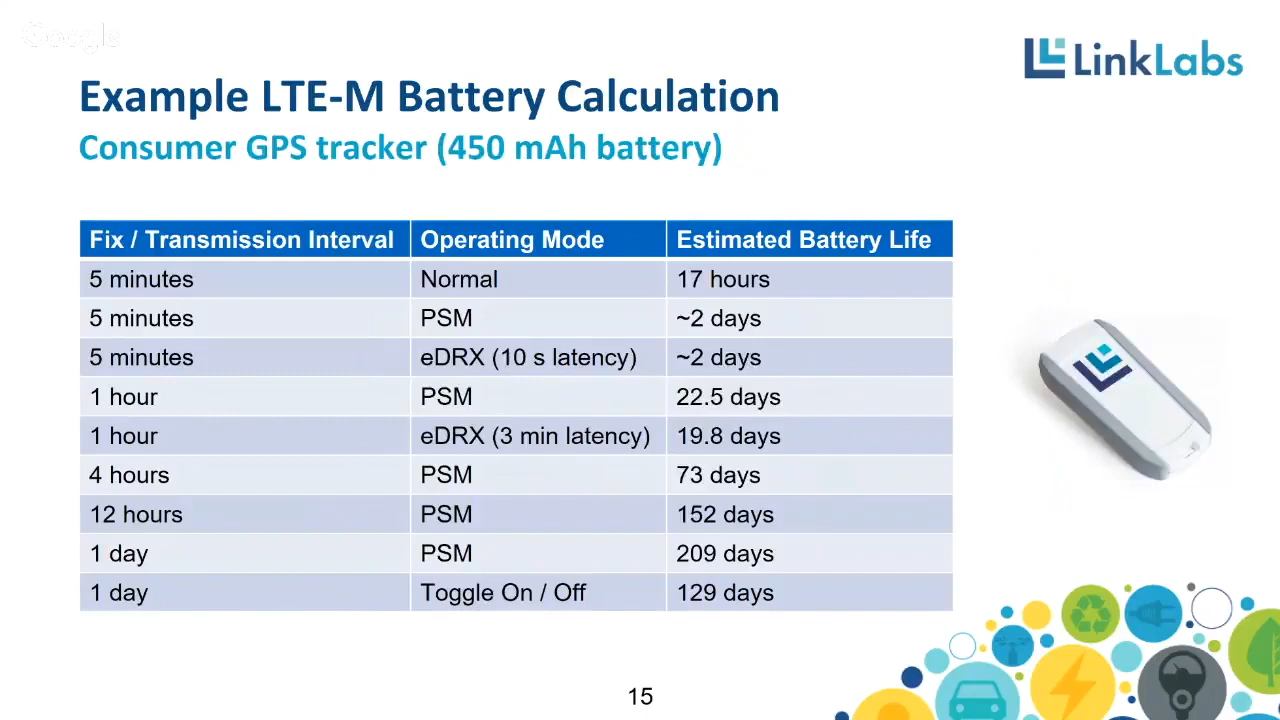 Google
LinkLabs
Example LTE-M Battery Calculation
Consumer GPS tracker (450 mAh battery)
Fix / Transmission Interval Operating Mode Estimated Battery Life
5 minutes Normal 17 hours
5 minutes PSM ~2 days
5 minutes eDRX (10 s latency) ~2 days
1 hour PSM 22.5 days
1 hour eDRX (3 min latency) 19.8 days
4 hours PSM 73 days
12 hours PSM 152 days
1 day PSM 209 days
1 day Toggle On / Off 129 days
15